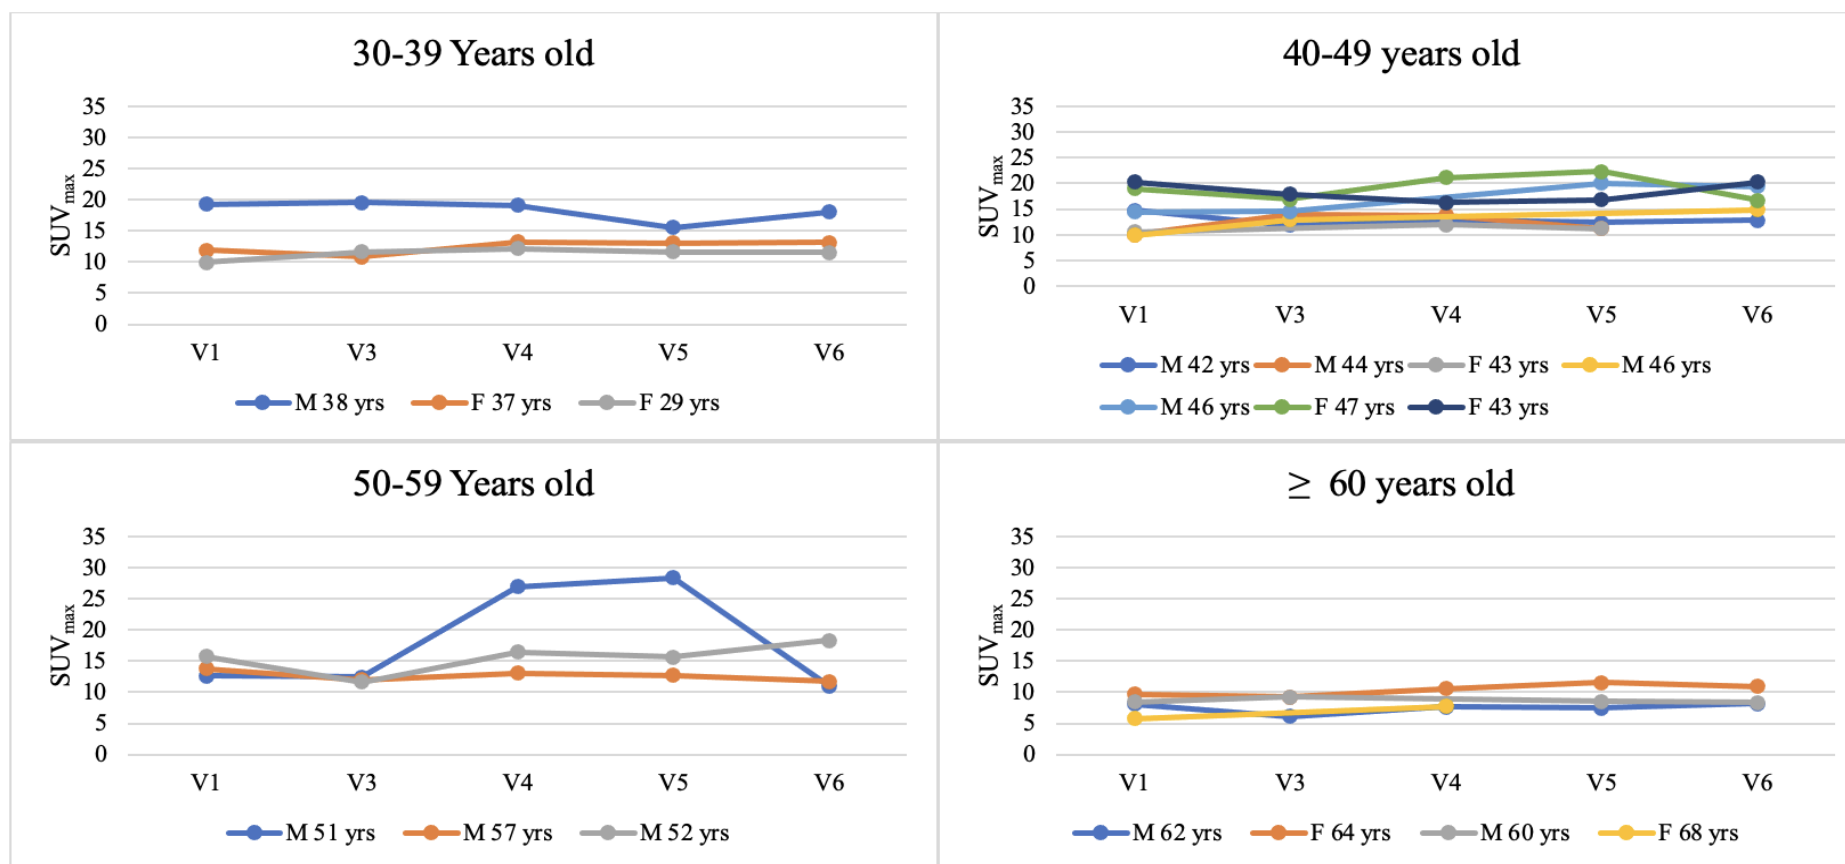 30-39 Years old
35
30
25
20
15
10
5
0
SUVmax
V1 V3 V4 V5 V6
M 38 yrs F 37 yrs F 29 yrs
40-49 years old
35
30
25
20
15
10
5
0
SUVmax
V1 V3 V4 V5 V6
M 42 yrs M 44 yrs F 43 yrs M 46 yrs
M 46 yrs F 47 yrs F 43 yrs
50-59 Years old
35
30
25
20
15
10
5
0
SUVmax
V1 V3 V4 V5 V6
M 51 yrs M 57 yrs M 52 yrs
≥ 60 years old
35
30
25
20
15
10
5
0
SUVmax
V1 V3 V4 V5 V6
M 62 yrs F 64 yrs M 60 yrs F 68 yrs